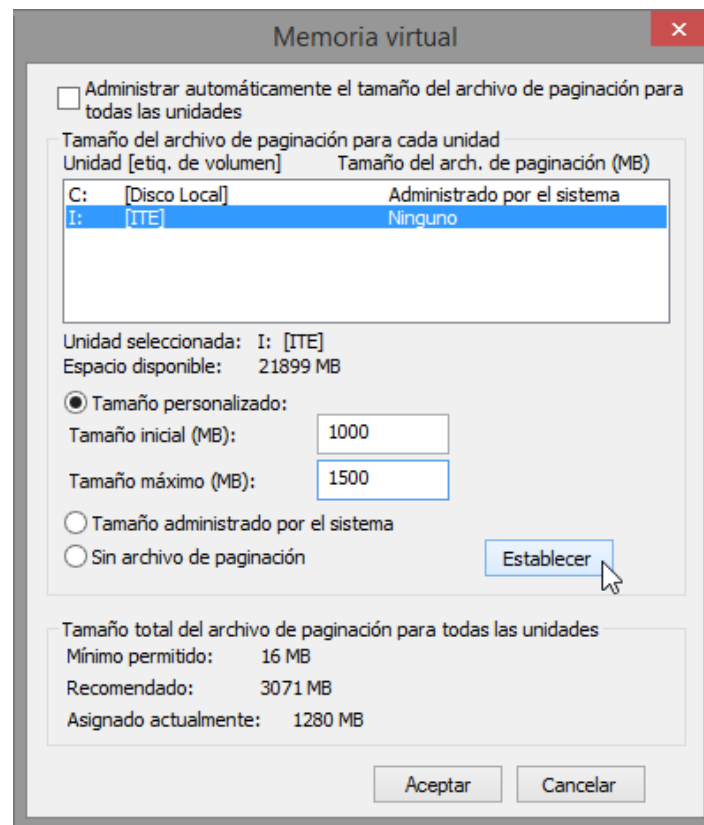 Memoria virtual
Administrar automáticamente el tamaño del archivo de paginación para
todas las unidades
Tamaño del archivo de paginación para cada unidad
Unidad [etiq. de volumen] Tamaño del arch. de paginación (MB)
C: [Disco Local] Administrado por el sistema
I: [ITE] Ninguno
Unidad seleccionada: I: [ITE]
Espacio disponible: 21899 MB
Tamaño personalizado:
Tamaño inicial (MB): 1000
Tamaño máximo (MB): 1500
Tamaño administrado por el sistema
Sin archivo de paginación Establecer
Tamaño total del archivo de paginación para todas las unidades
Mínimo permitido: 16 MB
Recomendado: 3071 MB
Asignado actualmente: 1280 MB
Aceptar Cancelar